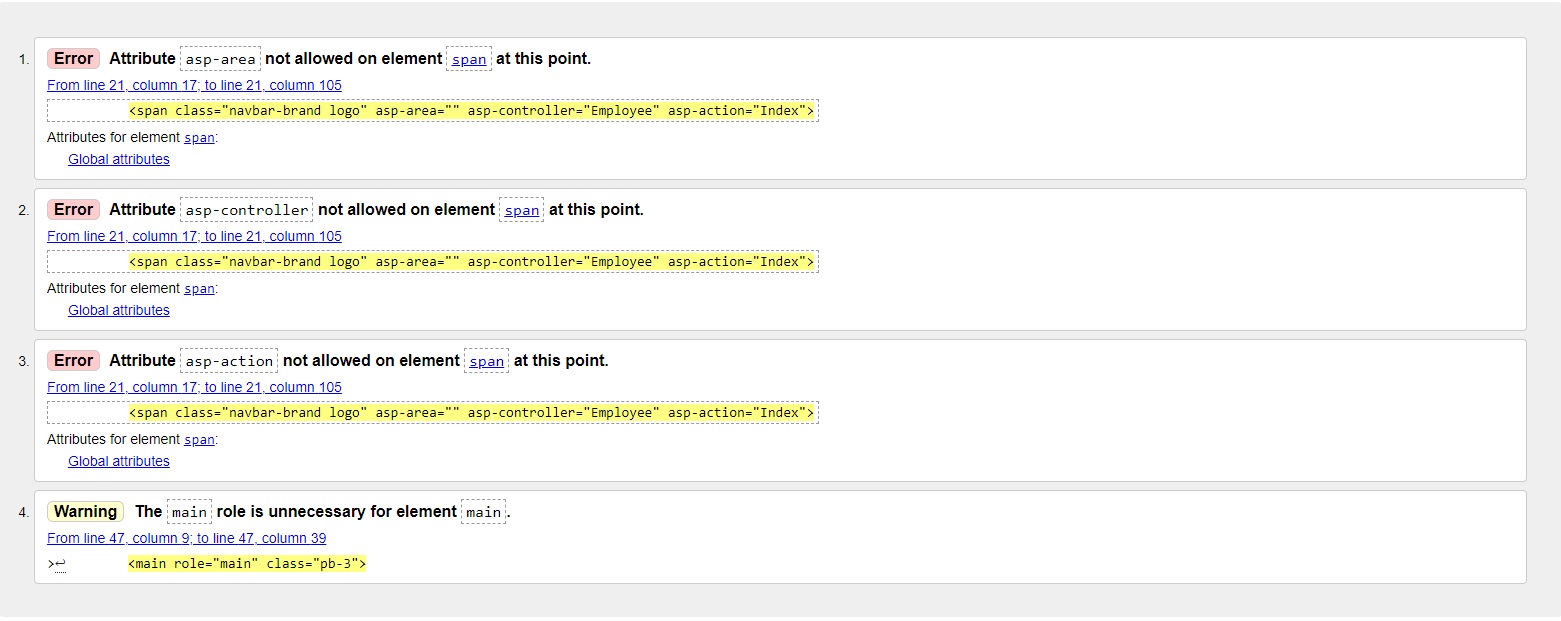 1. Error Attribute asp-area not allowed on element span at this point.
From line 21, column 17; to line 21, column 105
<span class="navbar-brand logo" asp-area="" asp-controller="Employee" asp-action="Index">
Attributes for element span:
Global attributes
2. Error Attribute asp-controller not allowed on element span at this point.
From line 21, column 17; to line 21, column 105
<span class="navbar-brand logo" asp-area="" asp-controller="Employee" asp-action="Index">
Attributes for element span:
Global attributes
3. Error Attribute asp-action not allowed on element span at this point.
From line 21, column 17; to line 21, column 105
<span class="navbar-brand logo" asp-area="" asp-controller="Employee" asp-action="Index">
Attributes for element span:
Global attributes
4. Warning The main role is unnecessary for element main.
From line 47, column 9; to line 47, column 39
>↩ <main role="main" class="pb-3">